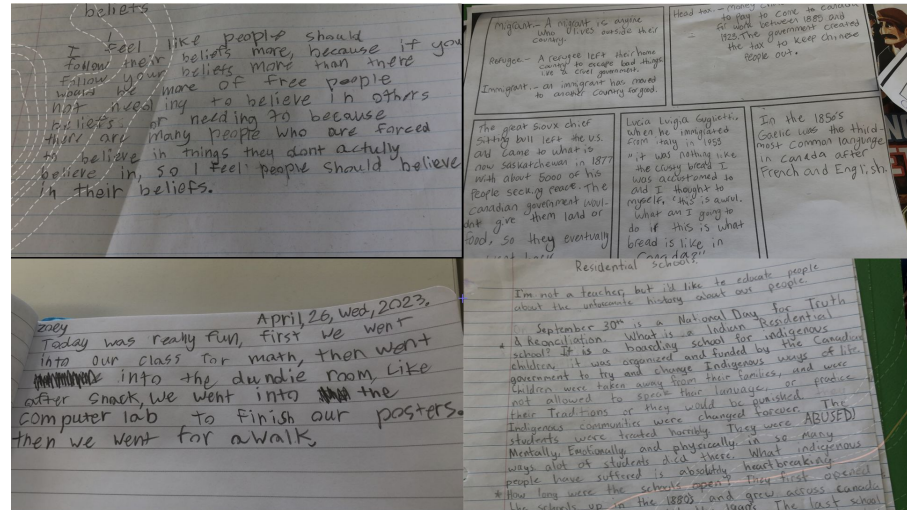 beliefs
I feel like people should
follow their beliefs more, because if you
follow your beliefs more than there
would be more of free people
not needing to believe in others
beliefs. or needing to because
there are many people who are forced
to believe in things they dont actully
believe in, so I feel people should believe
in their beliefs.
Migrant.- A migrant is anyone
who lives outside their
country.
Refugee- A refugee left their home
country to escape bad things
like a cruel government.
Immigrant.- an immigrant has moved
to another country for good.
Head tax. - Money
to pay to come to Canada
for work between 1885 and
1923. The government created
the tax to keep Chinese
people out.
The great Sioux chief
Sitting bull left the U.S.
and came to what is
now Saskatchewan in 1877
with about 5000 of his
people seeking peace. The
Canadian government woul-
dnt give them land or
food, so they eventually
Lucia Luigia
when he immigrated
from Italy in 1955
"it was nothing like
the crusty bread I
was accustomed to
and I thought to
myself, "this is awful.
what am I going to
do if this is what
bread is like in
Canada?"
In the 1850's
Gaelic was the third-
most common language
in Canada after
French and English.
zoey
April, 26, Wed, 2023.
Today was really fun, first we went
into our class for math, then went
into the dundie room, Like
after snack, we went into the
computer lab to finish our posters.
then we went for a walk,
Residential schools.
I'm not a teacher, but i'll like to educate people
about the unfortunate history about our people.
September 30th is a National Day for Truth
& Reconciliation. What is a Indian Residential
school? It is a boarding school for indigenous
children, it was organized and funded by the Canadian
government to try and change Indigenous ways of life.
Children were taken away from their families, and were
not allowed to speak their language, or
their Traditions or they would be punished.
Indigenous communities were changed forever. The
students were treated horribly. They were ABUSED!
Mentally, Emotionally, and physically in so many
ways alot of students died there. What indigenous
people have suffered is absolutely heartbreaking.
* How long were the schools open? They first opened
the schools up in the 1880s and grew across Canada
The last school